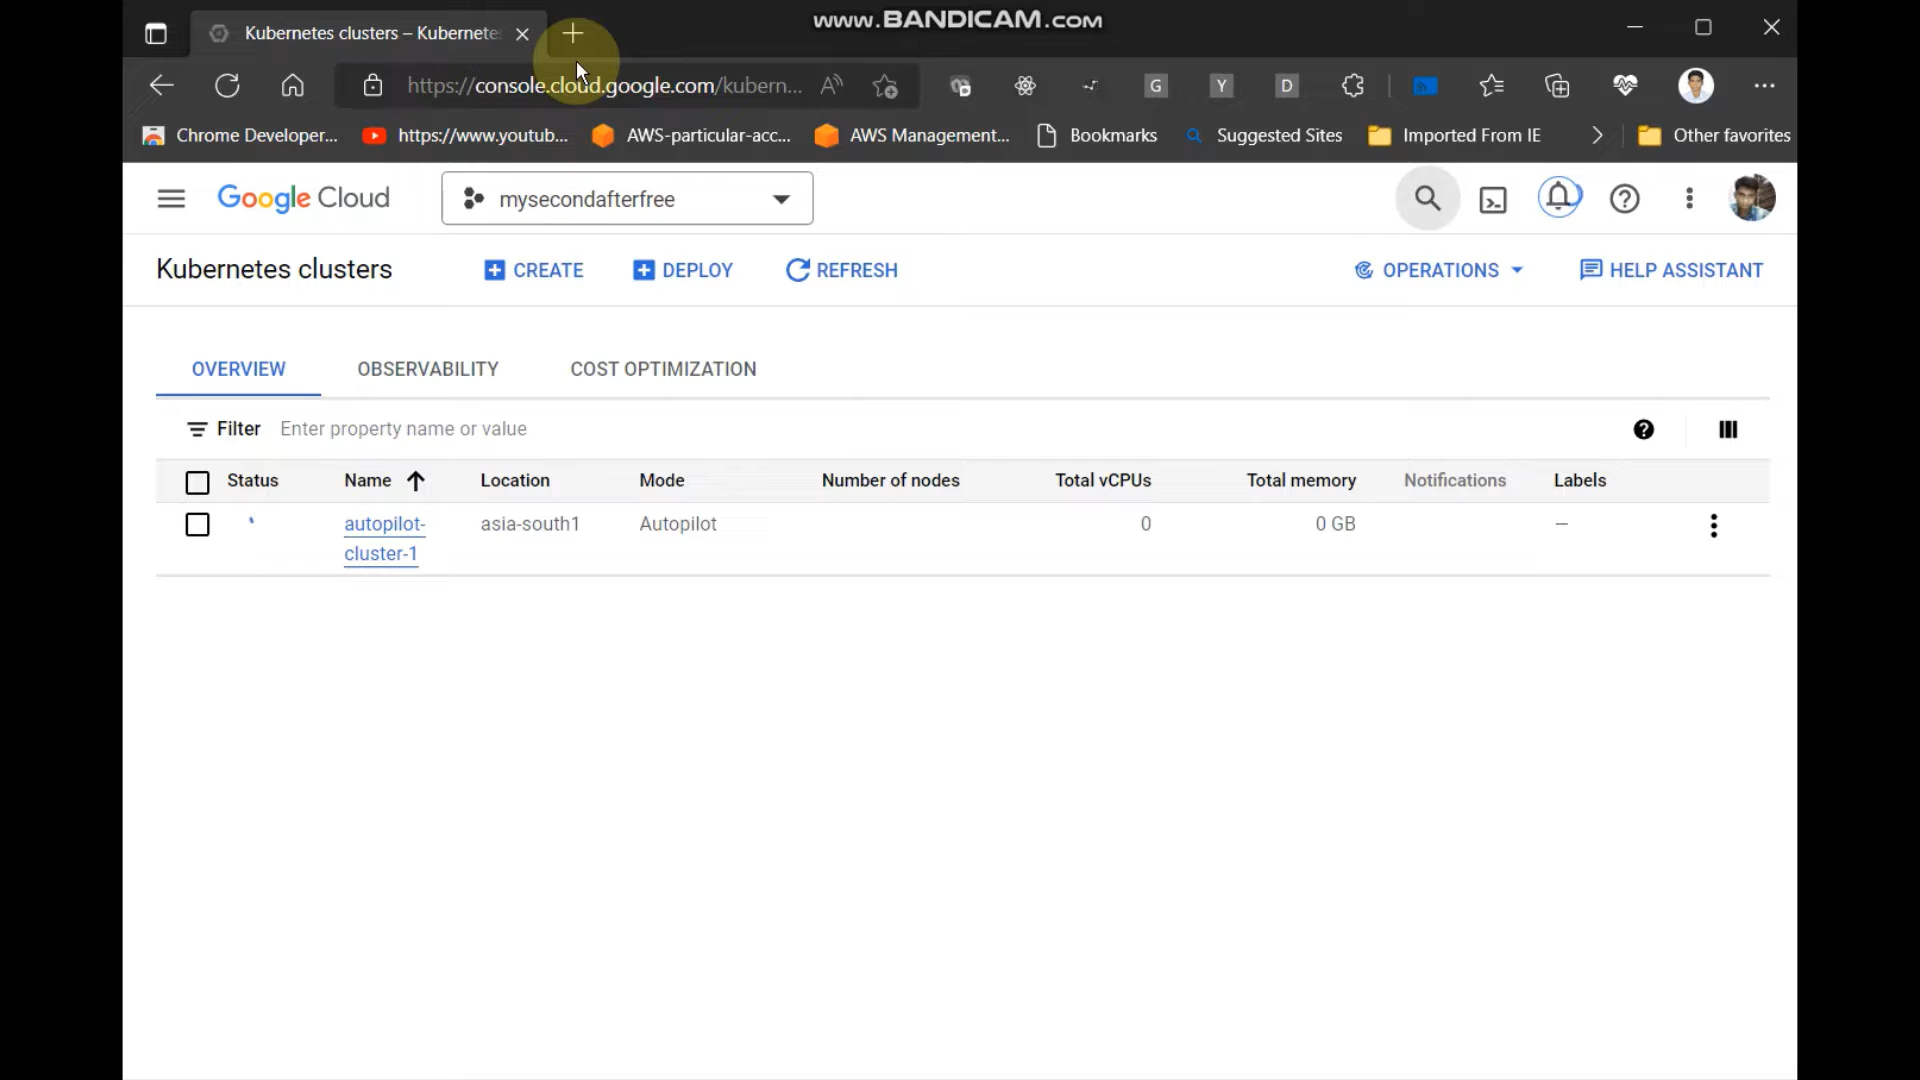 www.BANDICAM.com
Kubernetes clusters – Kubernete
https://console.cloud.google.com/kubern...
G
Y
D
Chrome Developer...
https://www.youtub...
AWS-particular-acc...
AWS Management...
Bookmarks
Suggested Sites
Imported From IE
Other favorites
Google Cloud
mysecondafterfree
Kubernetes clusters
CREATE
DEPLOY
REFRESH
OPERATIONS
HELP ASSISTANT
OVERVIEW
OBSERVABILITY
COST OPTIMIZATION
Filter
Enter property name or value
Status
Name
Location
Mode
Number of nodes
Total vCPUs
Total memory
Notifications
Labels
autopilot-
cluster-1
asia-south1
Autopilot
0
0 GB
—